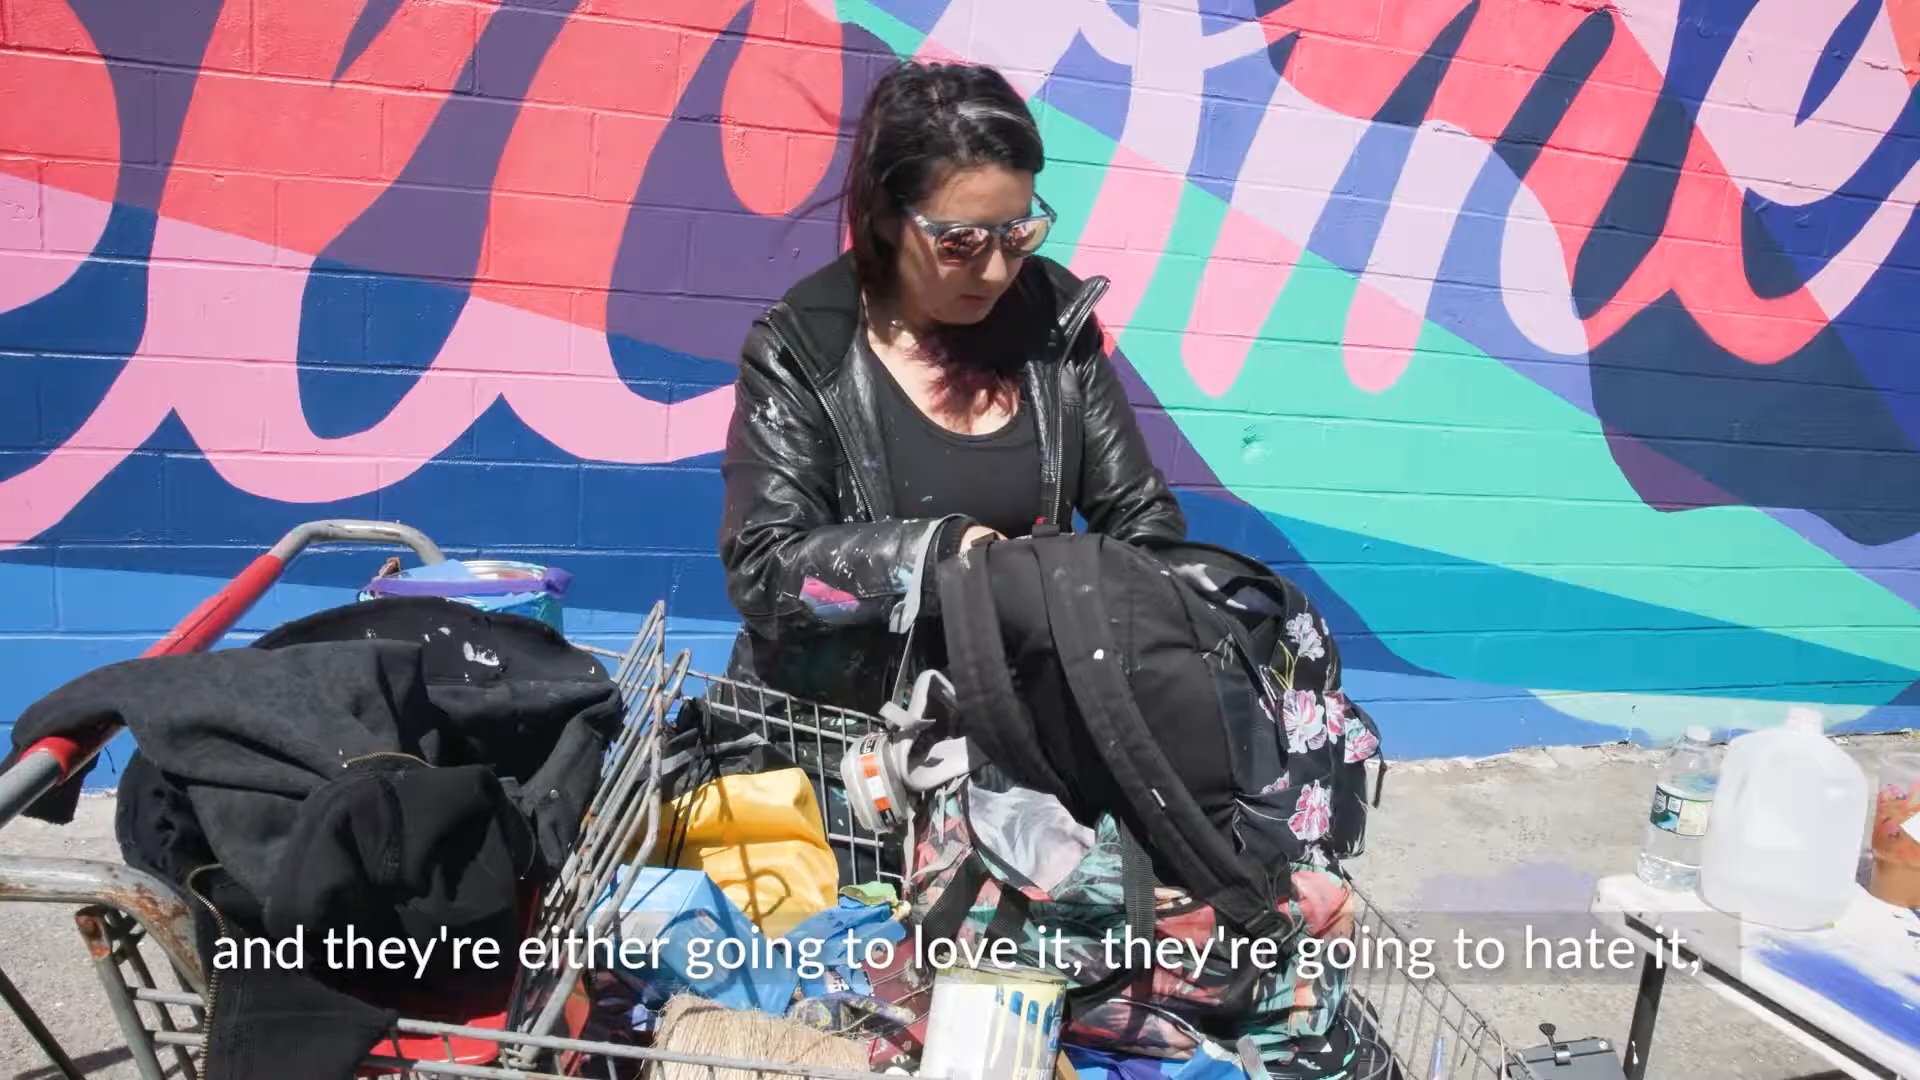 and they're either going to love it, they're going to hate it,